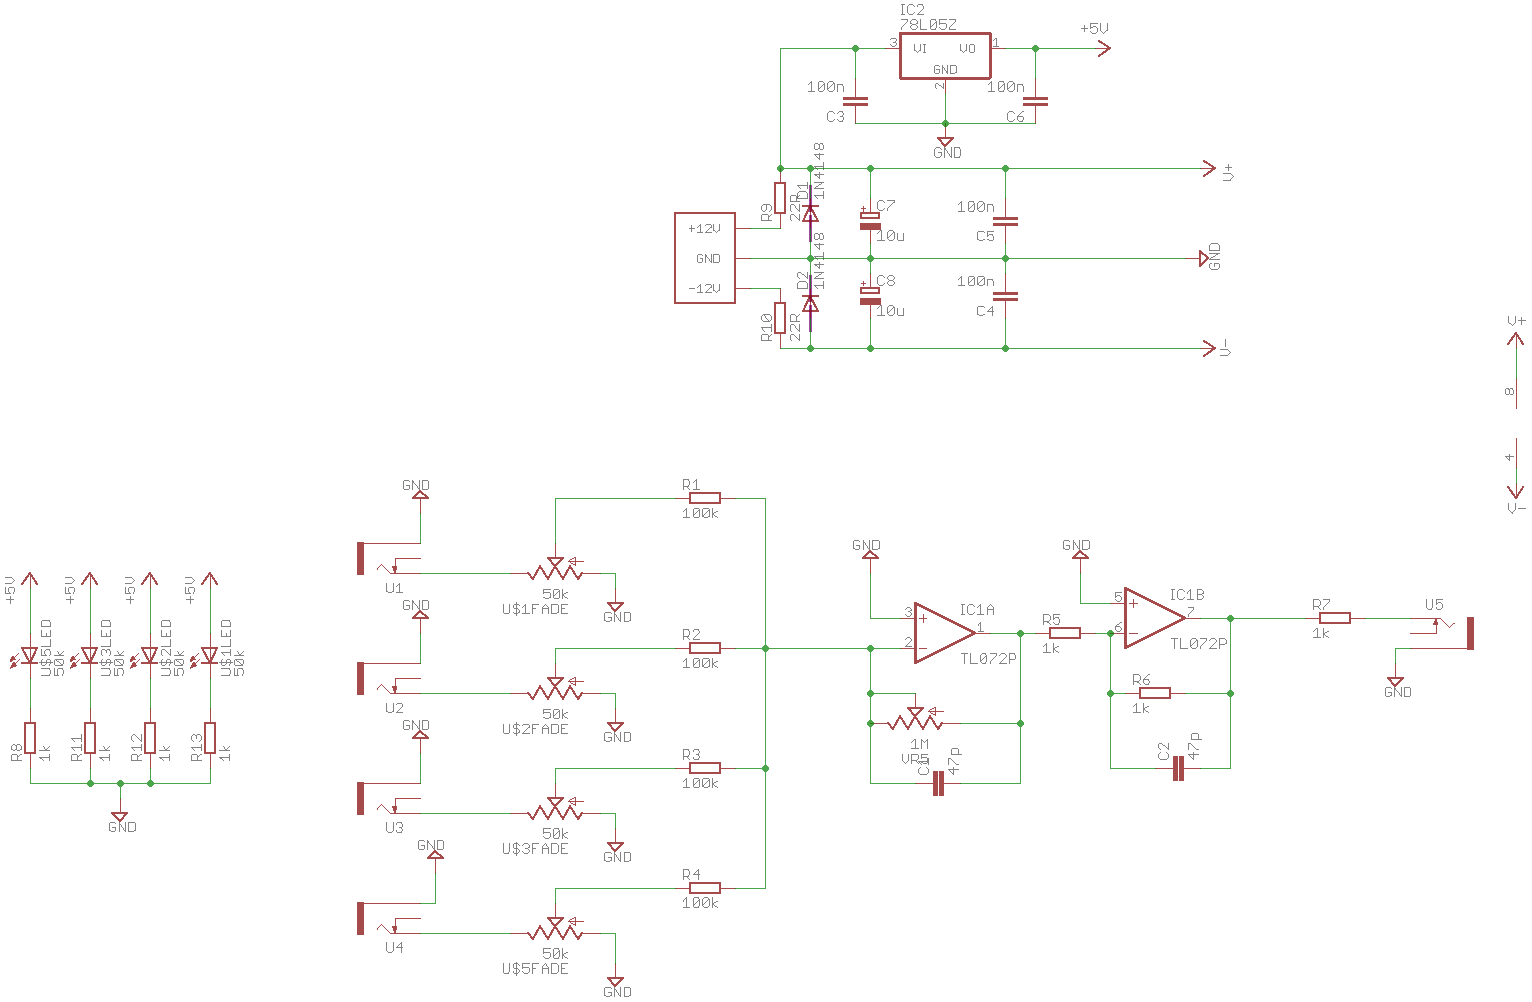 IC2
78L05Z
3
VI
VO
1
GND
2
+5V
100n
C3
100n
C6
GND
+12V
GND
-12V
R9
22R
D1
1N4148
C7
10u
100n
C5
V+
R10
22R
D2
1N4148
C8
10u
100n
C4
GND
V-
V+
8
4
V-
+5V
+5V
+5V
+5V
U$5LED
50k
U$3LED
50k
U$2LED
50k
U$1LED
50k
R8
1k
R11
1k
R12
1k
R13
1k
GND
GND
U1
50k
U$1FADE
GND
R1
100k
GND
U2
50k
U$2FADE
GND
R2
100k
GND
U3
50k
U$3FADE
GND
R3
100k
GND
U4
50k
U$5FADE
GND
R4
100k
GND
3
2
1
IC1A
TL072P
1M
VR5
C1
47p
R5
1k
GND
5
6
7
IC1B
TL072P
R6
1k
C2
47p
R7
1k
U5
GND